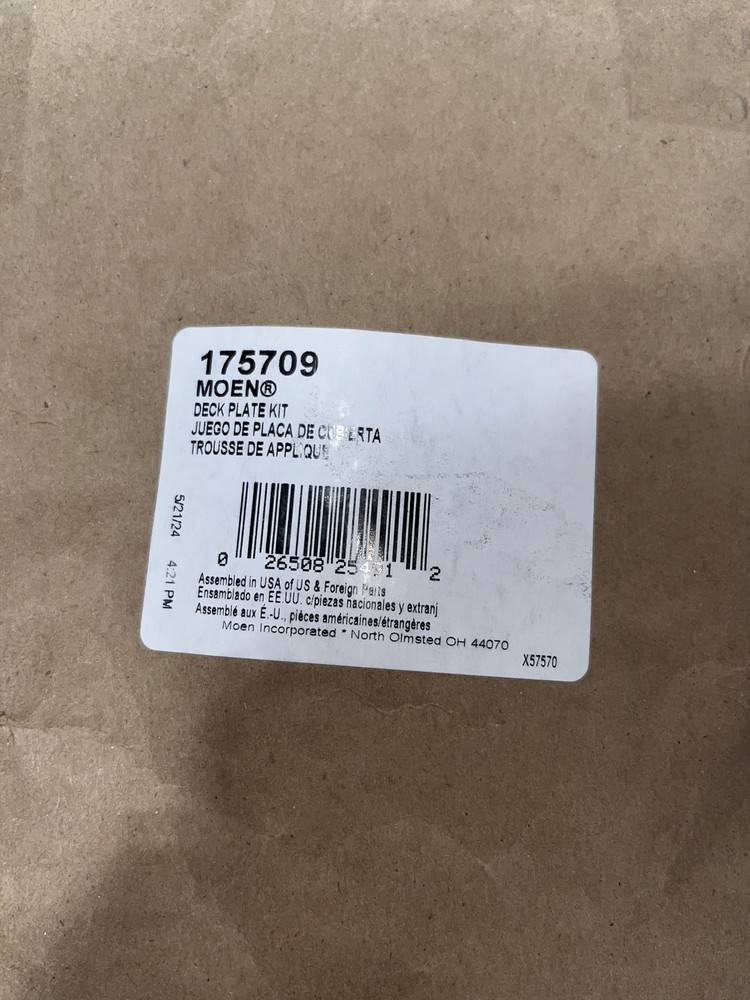 175709
MOEN®
DECK PLATE KIT
JUEGO DE PLACA DE
TROUSSE DE APPLIQUE
5/21/24 4:21 PM
0 26508 2 2
Assembled in USA of US & Foreign Parts
Ensamblado en EE.UU. c/piezas nacionales y extranj
Assemblé aux É.-U., pièces américaines/étrangères
Moen Incorporated * North Olmsted OH 44070
X57570